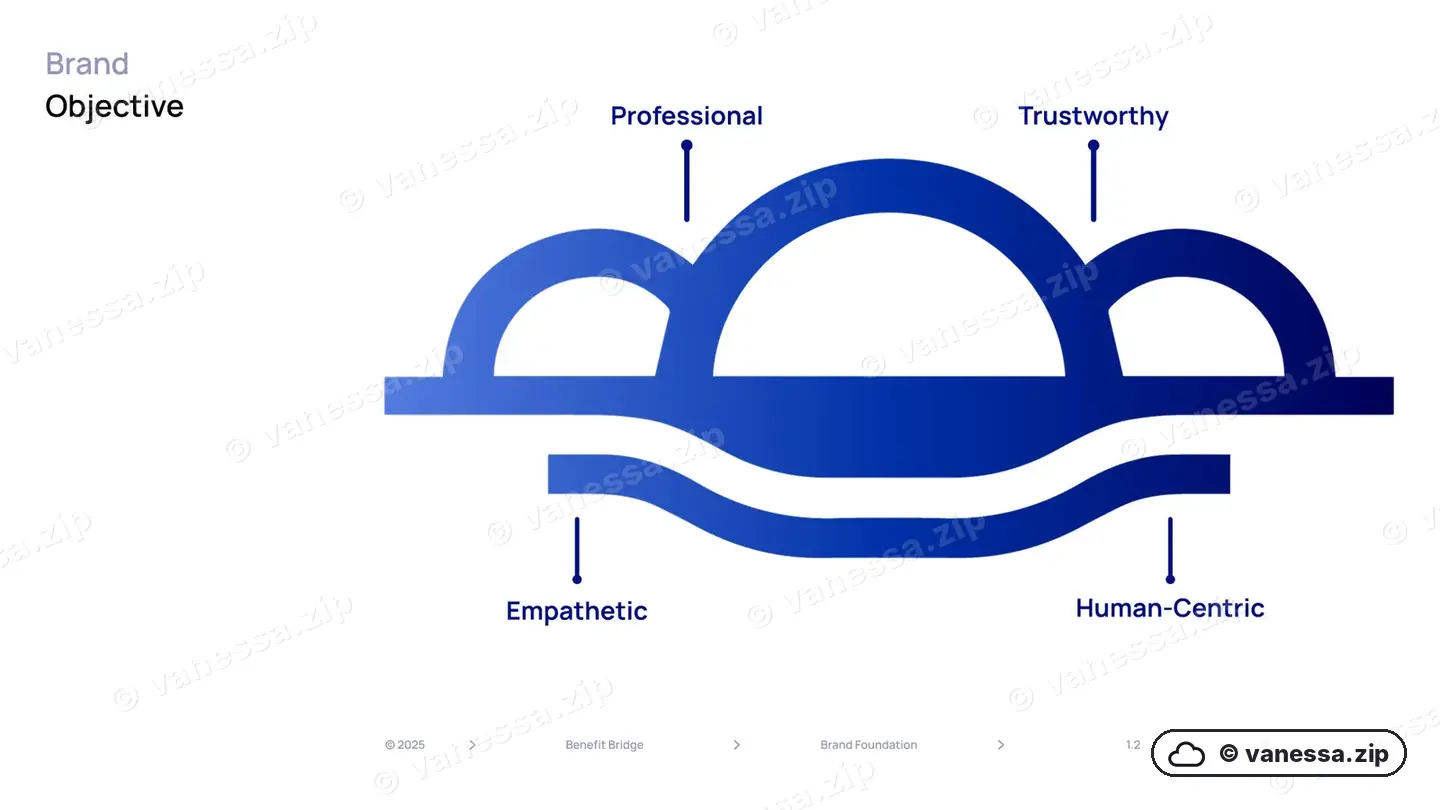 Brand
Objective
Professional
Trustworthy
Empathetic
Human-Centric
© 2025
Benefit Bridge
Brand Foundation
1.2
© vanessa.zip